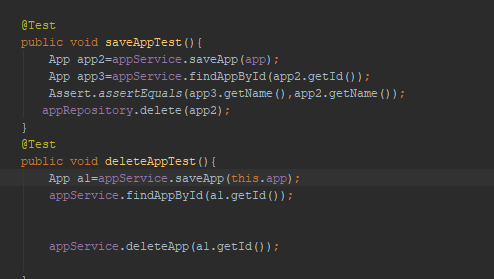 @Test
public void saveAppTest(){
App app2=appService.saveApp(app);
App app3=appService.findAppById(app2.getId());
Assert.assertEquals(app3.getName(),app2.getName());
appRepository.delete(app2);
}
@Test
public void deleteAppTest(){
App a1=appService.saveApp(this.app);
appService.findAppById(a1.getId());
appService.deleteApp(a1.getId());
}